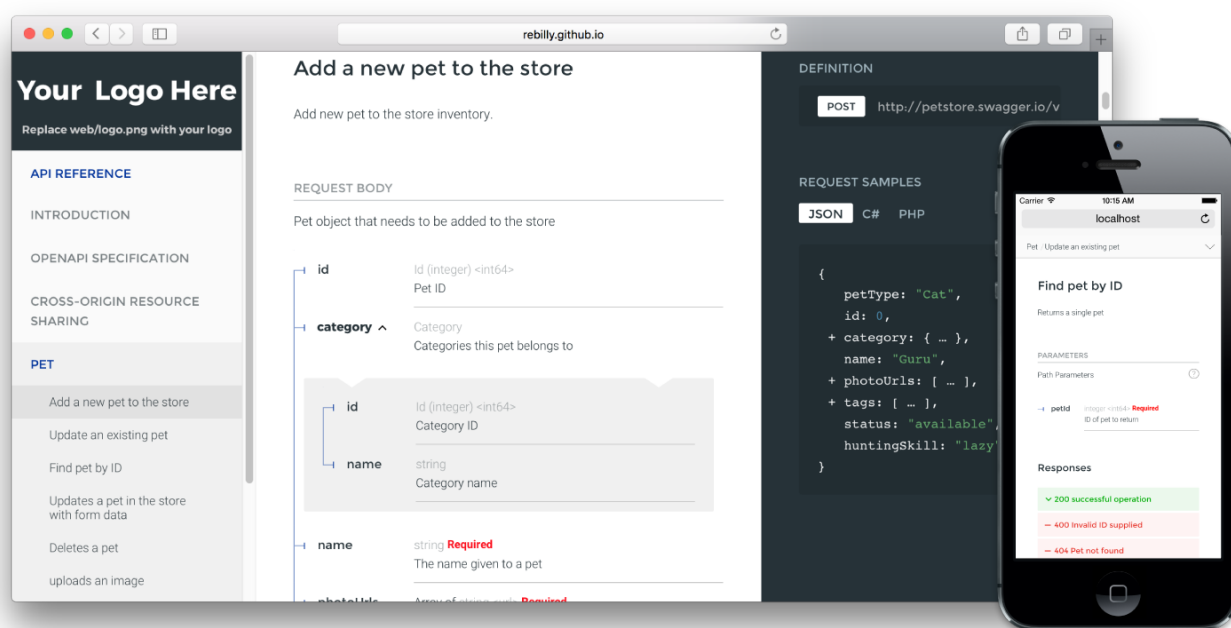 rebilly.github.io
Your Logo Here
Replace web/logo.png with your logo
API REFERENCE
INTRODUCTION
OPENAPI SPECIFICATION
CROSS-ORIGIN RESOURCE
SHARING
PET
Add a new pet to the store
Update an existing pet
Find pet by ID
Updates a pet in the store
with form data
Deletes a pet
uploads an image
Add a new pet to the store
Add new pet to the store inventory.
REQUEST BODY
Pet object that needs to be added to the store
id
Id (integer) <int64>
Pet ID
category
Category
Categories this pet belongs to
id
Id (integer) <int64>
Category ID
name
string
Category name
name
string Required
The name given to a pet
photoUrls
Array of string <url> Required
DEFINITION
POST http://petstore.swagger.io/v
REQUEST SAMPLES
JSON C# PHP
{
petType: "Cat",
id: 0,
+ category: { … },
name: "Guru",
+ photoUrls: [ … ],
+ tags: [ … ],
status: "available",
huntingSkill: "lazy"
}
Carrier 10:15 AM
localhost
Pet / Update an existing pet
Find pet by ID
Returns a single pet
PARAMETERS
Path Parameters ?
petId
integer <int64> Required
ID of pet to return
Responses
200 successful operation
– 400 Invalid ID supplied
– 404 Pet not found